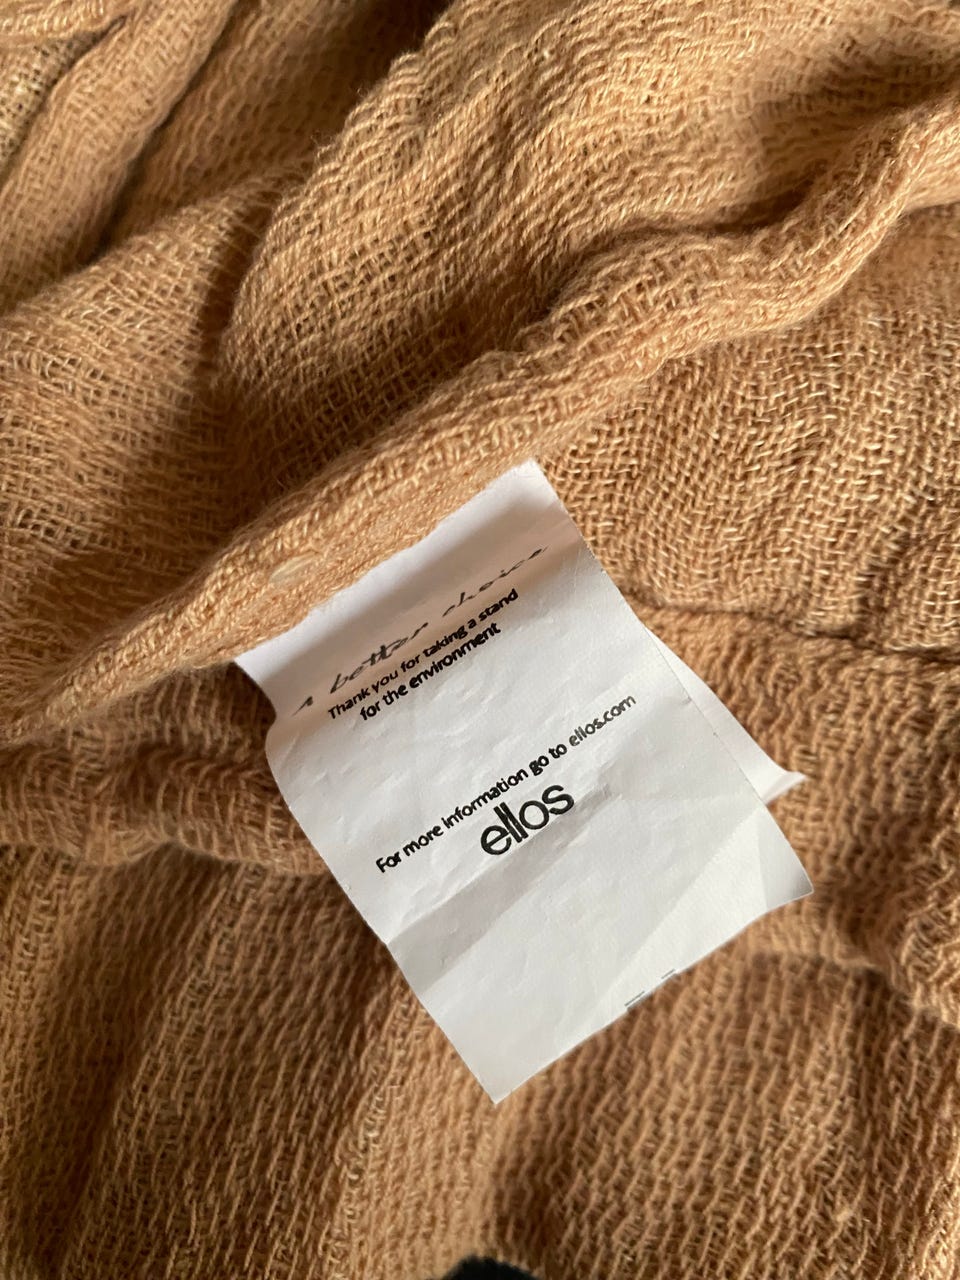 A better choice
Thank you for taking a stand
for the environment
For more information go to ellos.com
ellos